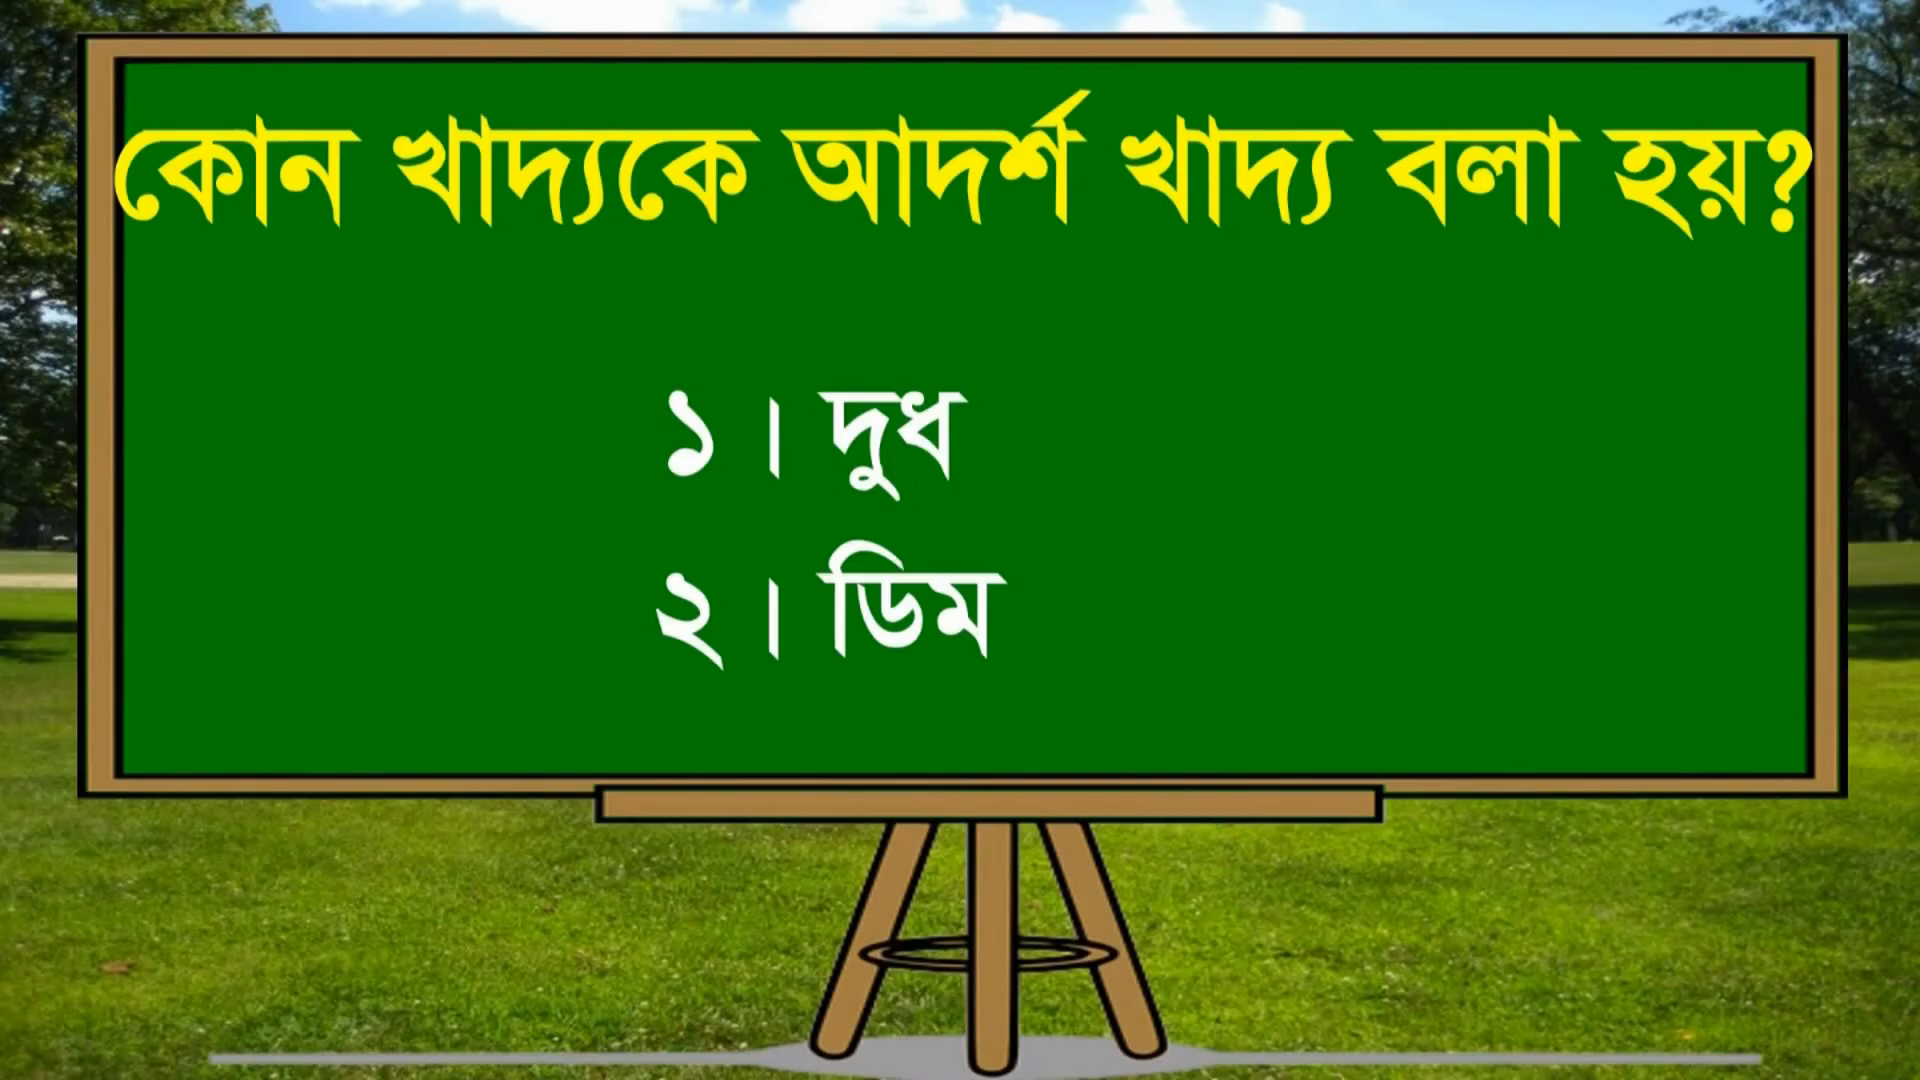 কোন খাদ্যকে আদর্শ খাদ্য বলা হয়?
১। দুধ
২। ডিম